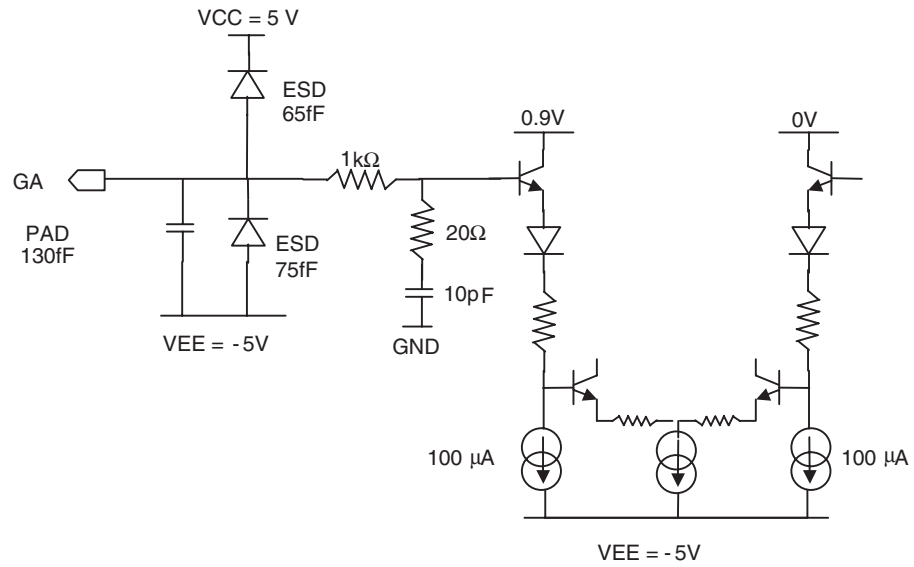 VCC = 5 V
ESD
65fF
0.9V
0V
1kΩ
GA
PAD
130fF
ESD
75fF
20Ω
10pF
GND
VEE = -5V
100 μA
100 μA
VEE = -5V